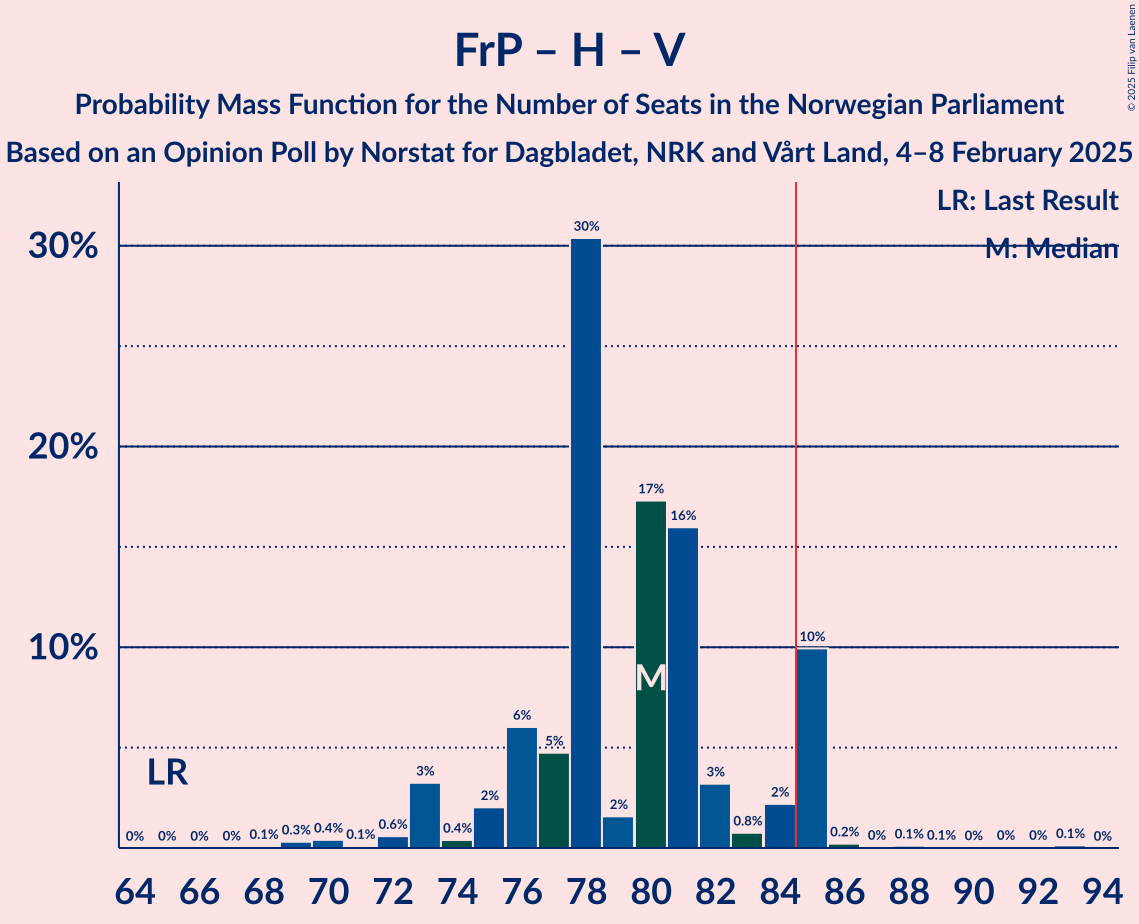 FrP – H – V
Probability Mass Function for the Number of Seats in the Norwegian Parliament
Based on an Opinion Poll by Norstat for Dagbladet, NRK and Vårt Land, 4–8 February 2025
© 2025 Filip van Laenen
LR: Last Result
M: Median
30%
20%
10%
LR
M
0% 0% 0% 0% 0.1% 0.3% 0.4% 0.1% 0.6% 3% 0.4% 2% 6% 5% 30% 2% 17% 16% 3% 0.8% 2% 10% 0.2% 0% 0.1% 0.1% 0% 0% 0% 0.1% 0%
64 66 68 70 72 74 76 78 80 82 84 86 88 90 92 94